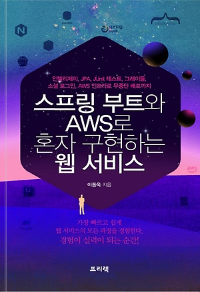 인텔리제이, JPA, JUnit 테스트, 그레이들,
소셜 로그인, AWS 인프라로 무중단 배포까지
스프링 부트와
AWS로
혼자 구현하는
웹 서비스
이동욱 지음
가장 빠르고 쉽게
웹 서비스의 모든 과정을 경험한다.
경험이 실력이 되는 순간!
프리렉